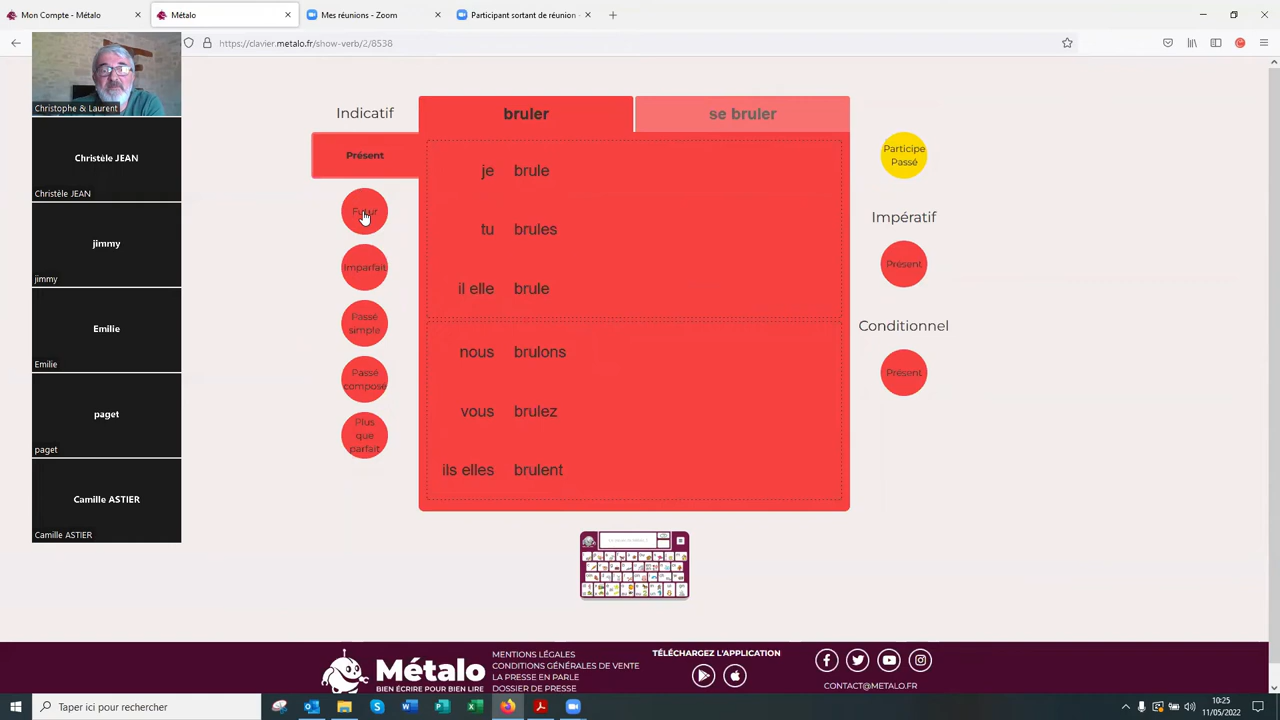 Mon Compte - Métalo
Métalo
Mes réunions - Zoom
Participant sortant de réunion
https://clavier.metalo.fr/show-verb/2/8538
Christophe & Laurent
Christèle JEAN
Christèle JEAN
jimmy
jimmy
Emilie
Emilie
paget
paget
Camille ASTIER
Camille ASTIER
Indicatif
Présent
Futur
Imparfait
Passé
simple
Passé
composé
Plus
que
parfait
bruler
se bruler
je brule
tu brules
il elle brule
nous brulons
vous brulez
ils elles brulent
Participe
Passé
Impératif
Présent
Conditionnel
Présent
Métalo
BIEN ÉCRIRE POUR BIEN LIRE
MENTIONS LÉGALES
CONDITIONS GÉNÉRALES DE VENTE
LA PRESSE EN PARLE
DOSSIER DE PRESSE
TÉLÉCHARGEZ L'APPLICATION
CONTACT@METALO.FR
Taper ici pour rechercher
10:25
11/05/2022